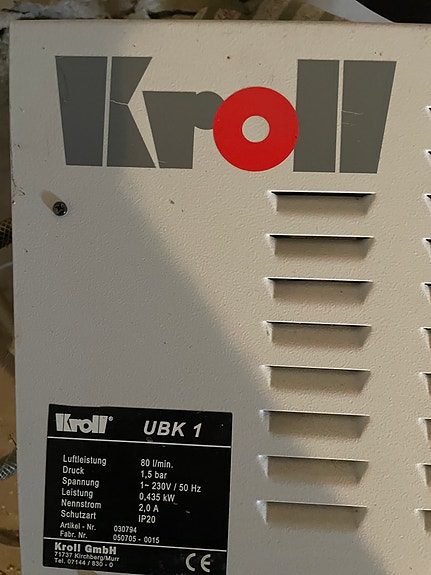 Kroll
Kroll® UBK 1
Luftleistung 80 l/min.
Druck 1,5 bar
Spannung 1~ 230V / 50 Hz
Leistung 0,435 kW
Nennstrom 2,0 A
Schutzart IP20
Artikel - Nr. 030794
Fabr. Nr. 050705 - 0015
Kroll GmbH
71737 Kirchberg/Murr
Tel. 07144 / 830 - 0 CE